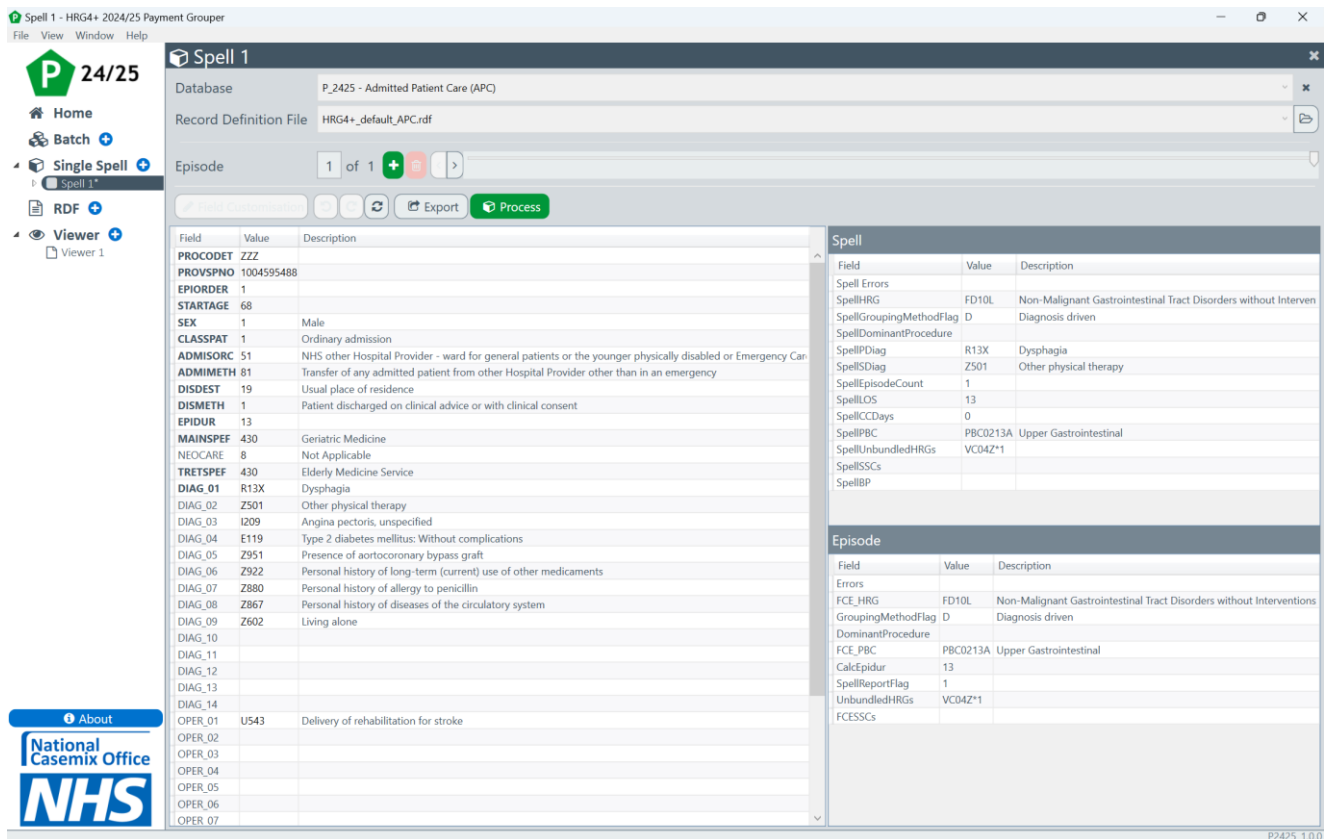 Spell 1 - HRG4+ 2024/25 Payment Grouper
File View Window Help
P 24/25
Home
Batch
Single Spell
Spell 1*
RDF
Viewer
Viewer 1
About
National
Casemix Office
NHS
Spell 1
Database P_2425 - Admitted Patient Care (APC)
Record Definition File HRG4+_default_APC.rdf
Episode 1 of 1
Field Customisation Export Process
Field Value Description
PROCODET ZZZ
PROVSPNO 1004595488
EPIORDER 1
STARTAGE 68
SEX 1 Male
CLASSPAT 1 Ordinary admission
ADMISORC 51 NHS other Hospital Provider - ward for general patients or the younger physically disabled or Emergency Car
ADMIMETH 81 Transfer of any admitted patient from other Hospital Provider other than in an emergency
DISDEST 19 Usual place of residence
DISMETH 1 Patient discharged on clinical advice or with clinical consent
EPIDUR 13
MAINSPEF 430 Geriatric Medicine
NEOCARE 8 Not Applicable
TRETSPEF 430 Elderly Medicine Service
DIAG_01 R13X Dysphagia
DIAG_02 Z501 Other physical therapy
DIAG_03 I209 Angina pectoris, unspecified
DIAG_04 E119 Type 2 diabetes mellitus: Without complications
DIAG_05 Z951 Presence of aortocoronary bypass graft
DIAG_06 Z922 Personal history of long-term (current) use of other medicaments
DIAG_07 Z880 Personal history of allergy to penicillin
DIAG_08 Z867 Personal history of diseases of the circulatory system
DIAG_09 Z602 Living alone
DIAG_10
DIAG_11
DIAG_12
DIAG_13
DIAG_14
OPER_01 U543 Delivery of rehabilitation for stroke
OPER_02
OPER_03
OPER_04
OPER_05
OPER_06
OPER_07
Spell
Field Value Description
Spell Errors
SpellHRG FD10L Non-Malignant Gastrointestinal Tract Disorders without Interven
SpellGroupingMethodFlag D Diagnosis driven
SpellDominantProcedure
SpellPDiag R13X Dysphagia
SpellSDiag Z501 Other physical therapy
SpellEpisodeCount 1
SpellLOS 13
SpellCCDays 0
SpellPBC PBC0213A Upper Gastrointestinal
SpellUnbundledHRGs VC04Z*1
SpellSSCs
SpellBP
Episode
Field Value Description
Errors
FCE_HRG FD10L Non-Malignant Gastrointestinal Tract Disorders without Interventions
GroupingMethodFlag D Diagnosis driven
DominantProcedure
FCE_PBC PBC0213A Upper Gastrointestinal
CalcEpidur 13
SpellReportFlag 1
UnbundledHRGs VC04Z*1
FCESSCs
P2425_1.0.0